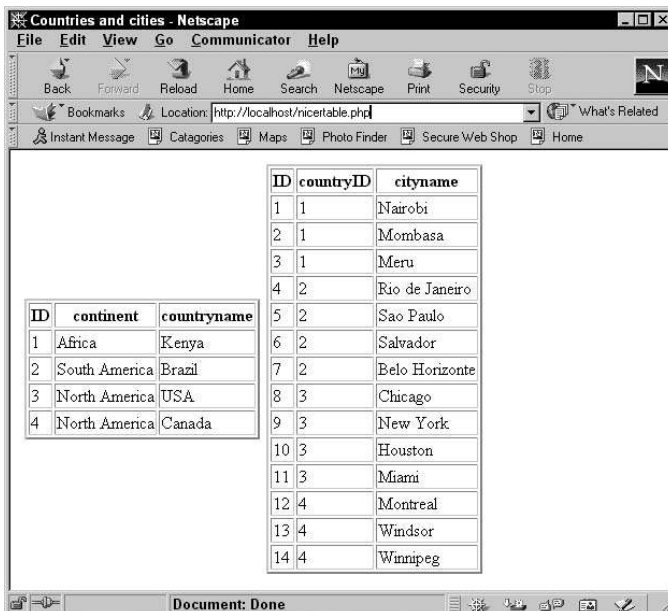 Countries and cities - Netscape
File Edit View Go Communicator Help
Back Forward Reload Home Search My Netscape Print Security Stop N
Bookmarks Location: http://localhost/nicertable.php What's Related
Instant Message Catagories Maps Photo Finder Secure Web Shop Home
ID continent countryname
1 Africa Kenya
2 South America Brazil
3 North America USA
4 North America Canada
ID countryID cityname
1 1 Nairobi
2 1 Mombasa
3 1 Meru
4 2 Rio de Janeiro
5 2 Sao Paulo
6 2 Salvador
7 2 Belo Horizonte
8 3 Chicago
9 3 New York
10 3 Houston
11 3 Miami
12 4 Montreal
13 4 Windsor
14 4 Winnipeg
Document: Done